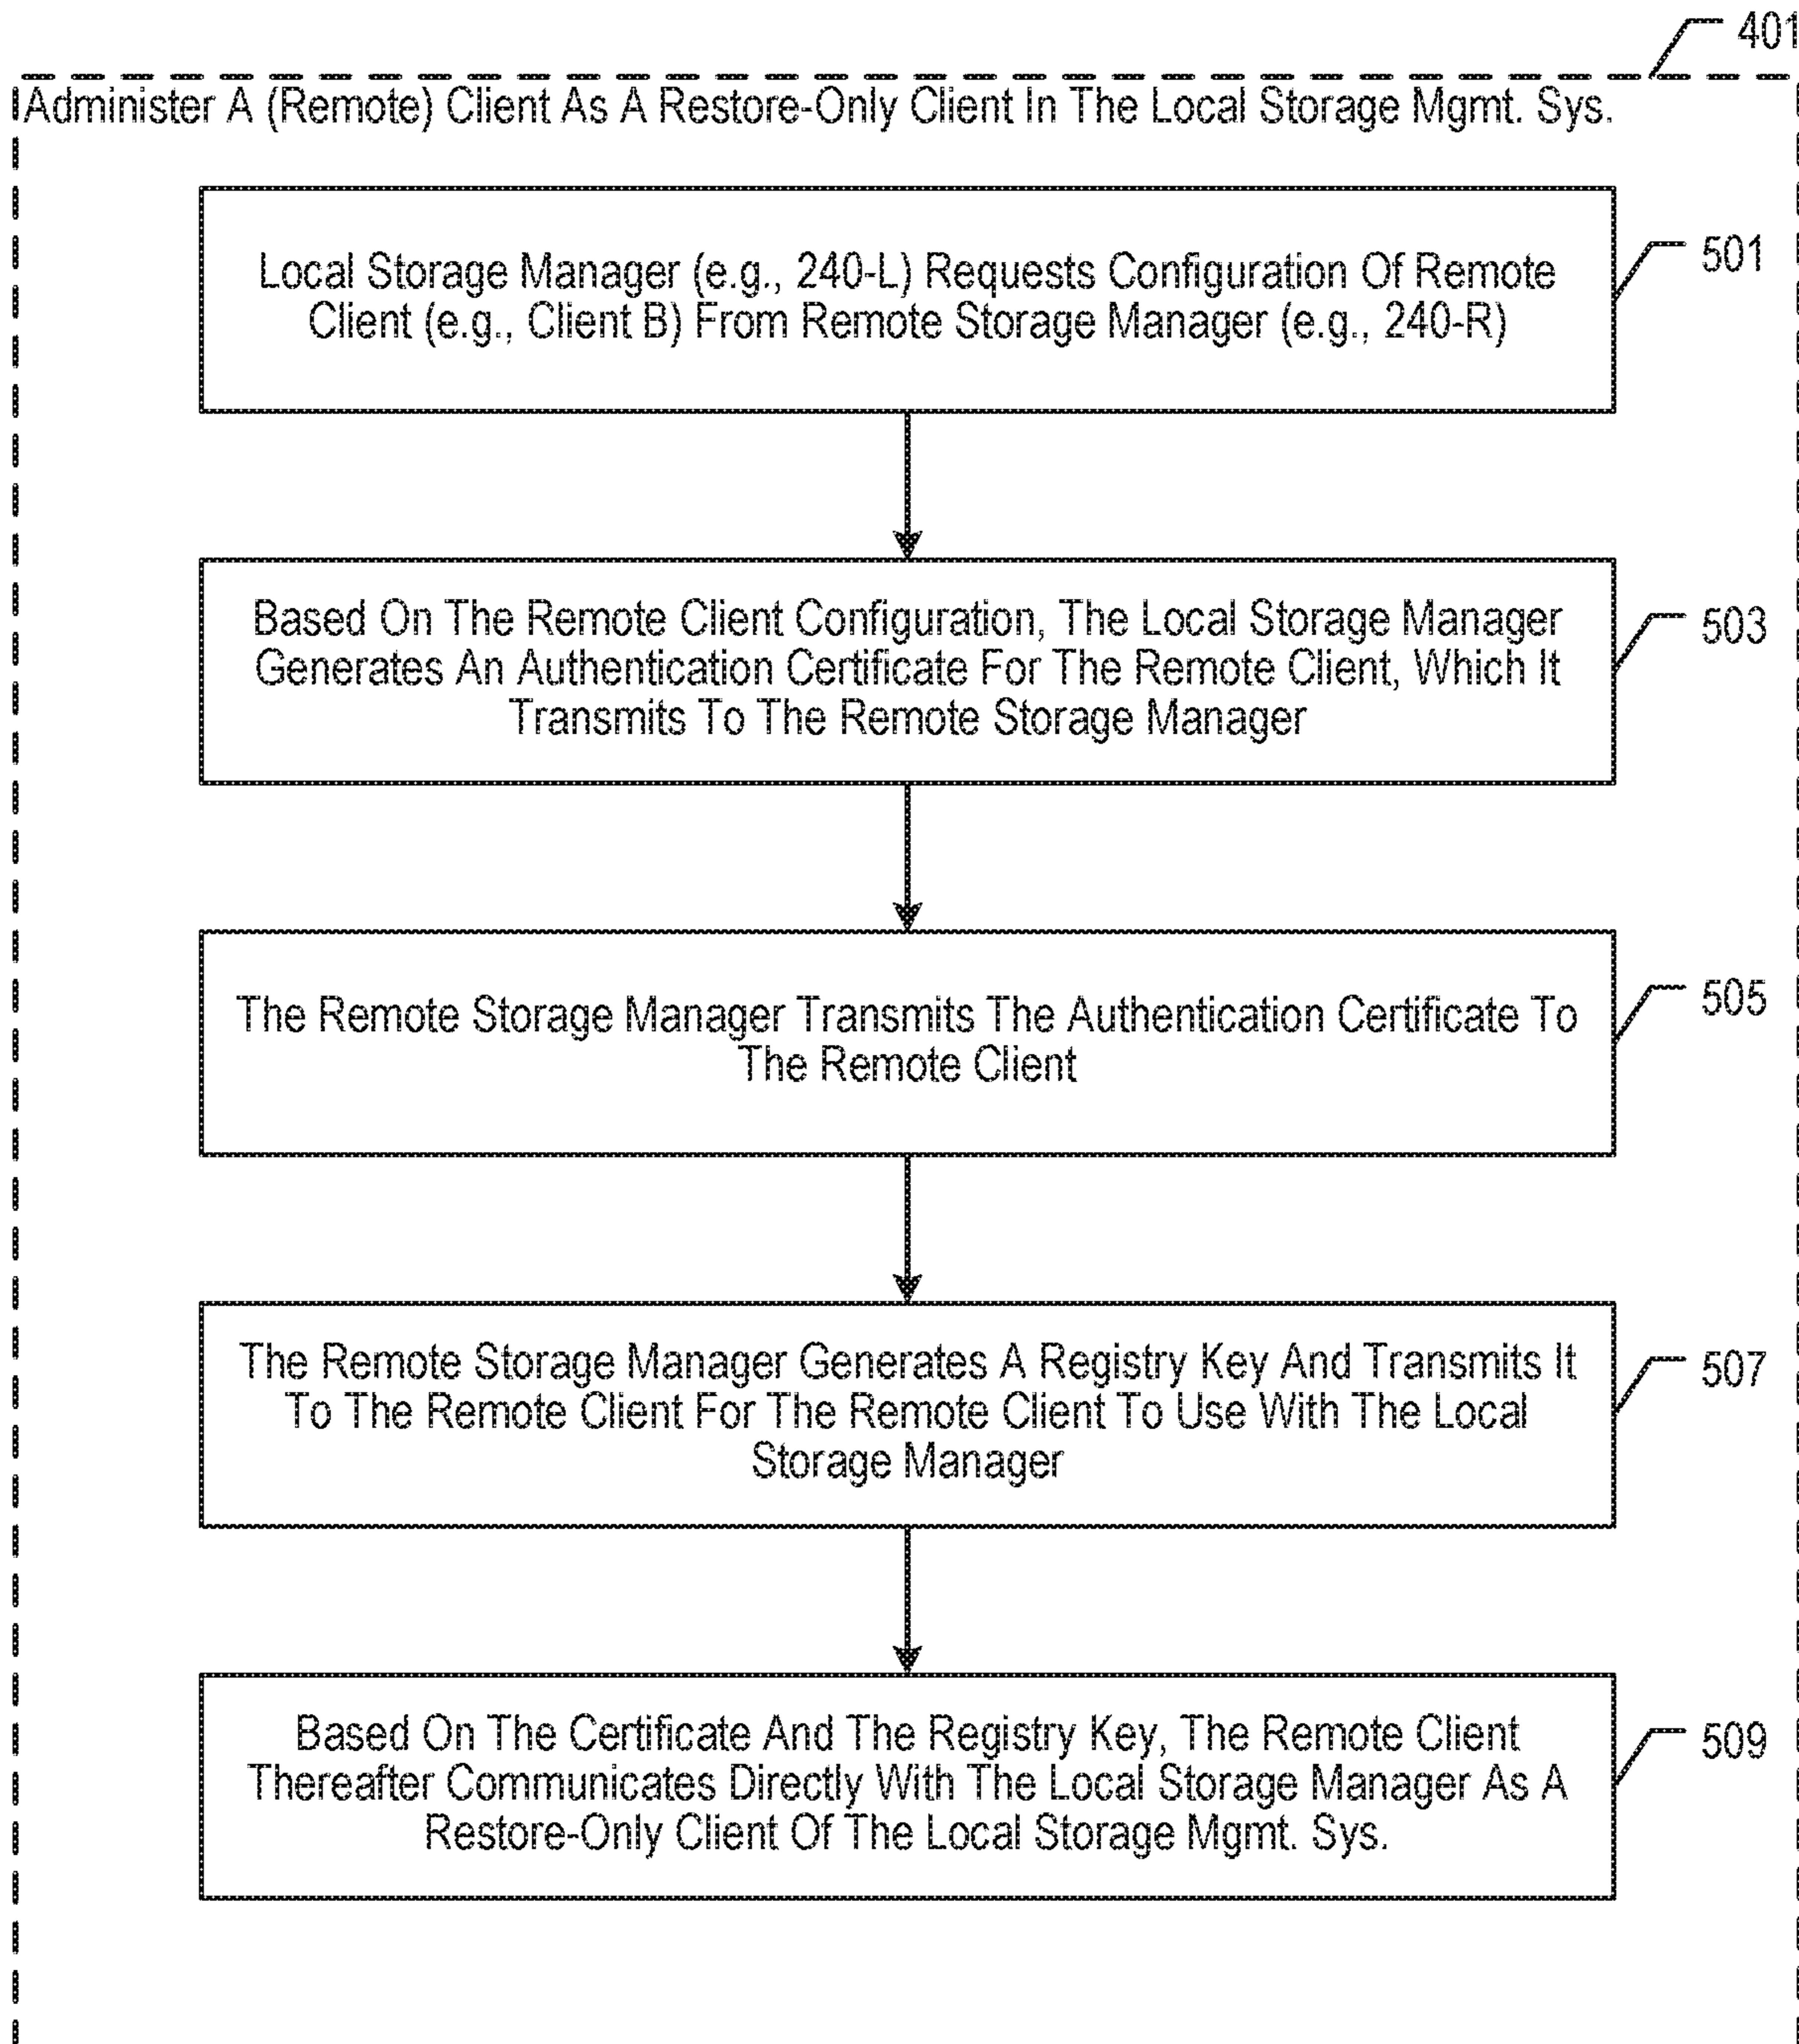 401
Administer A (Remote) Client As A Restore-Only Client In The Local Storage Mgmt. Sys.
Local Storage Manager (e.g., 240-L) Requests Configuration Of Remote
Client (e.g., Client B) From Remote Storage Manager (e.g., 240-R)
501
Based On The Remote Client Configuration, The Local Storage Manager
Generates An Authentication Certificate For The Remote Client, Which It
Transmits To The Remote Storage Manager
503
The Remote Storage Manager Transmits The Authentication Certificate To
The Remote Client
505
The Remote Storage Manager Generates A Registry Key And Transmits It
To The Remote Client For The Remote Client To Use With The Local
Storage Manager
507
Based On The Certificate And The Registry Key, The Remote Client
Thereafter Communicates Directly With The Local Storage Manager As A
Restore-Only Client Of The Local Storage Mgmt. Sys.
509